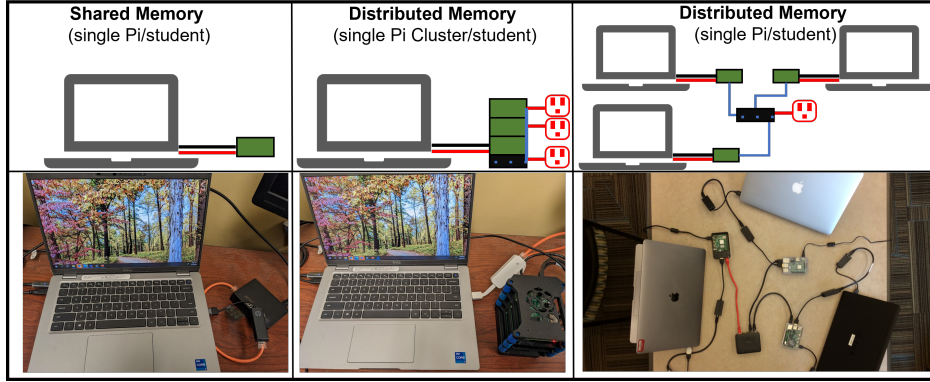 Shared Memory
(single Pi/student)
Distributed Memory
(single Pi Cluster/student)
Distributed Memory
(single Pi/student)